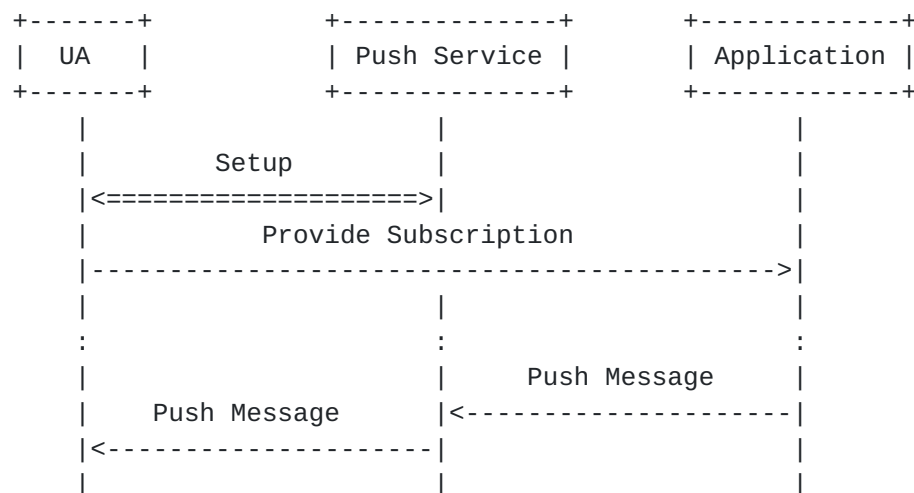 UA Push Service Application
Setup
Provide Subscription
Push Message
Push Message